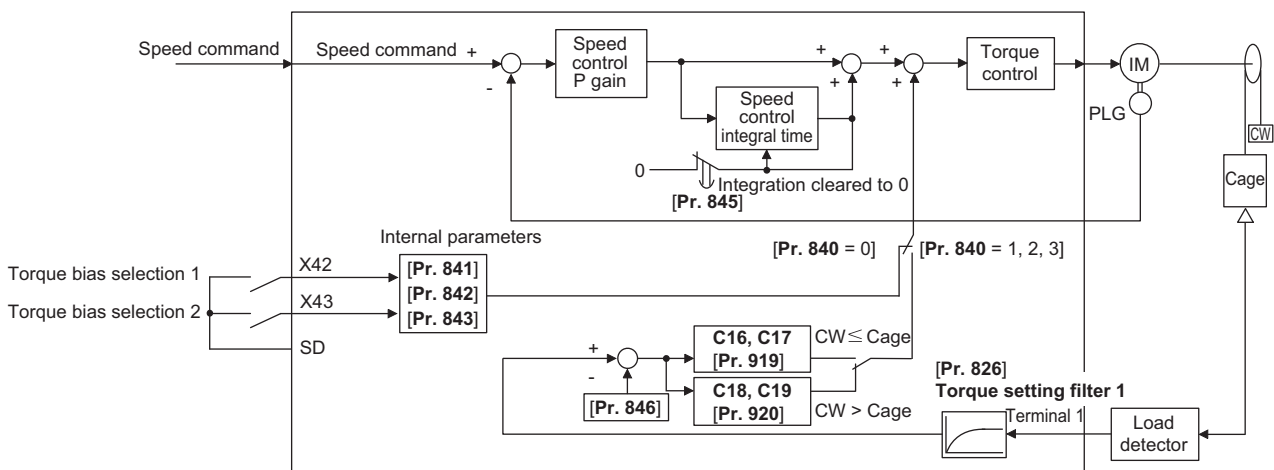 Speed command
Speed command
+
-
Speed
control
P gain
+
+
+
+
Torque
control
IM
PLG
CW
Cage
Speed
control
integral time
0
Integration cleared to 0
[Pr. 845]
Internal parameters
[Pr. 840 = 0]
[Pr. 840 = 1, 2, 3]
Torque bias selection 1
X42
[Pr. 841]
[Pr. 842]
[Pr. 843]
Torque bias selection 2
X43
SD
+
-
[Pr. 846]
C16, C17
[Pr. 919]
CW ≤ Cage
C18, C19
[Pr. 920]
CW > Cage
[Pr. 826]
Torque setting filter 1
Terminal 1
Load
detector